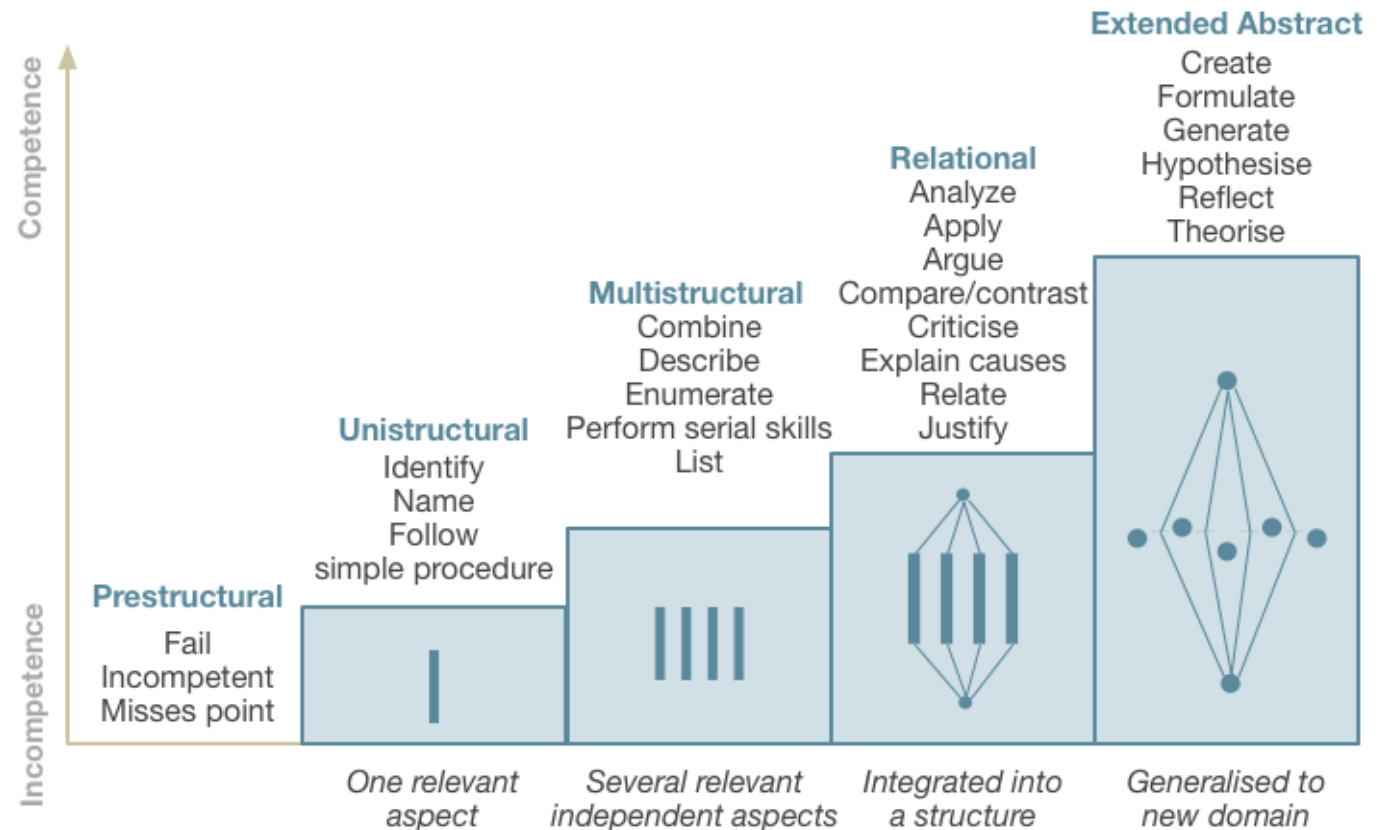 Competence
Incompetence
Prestructural
Fail
Incompetent
Misses point
Unistructural
Identify
Name
Follow
simple procedure
One relevant
aspect
Multistructural
Combine
Describe
Enumerate
Perform serial skills
List
Several relevant
independent aspects
Relational
Analyze
Apply
Argue
Compare/contrast
Criticise
Explain causes
Relate
Justify
Integrated into
a structure
Extended Abstract
Create
Formulate
Generate
Hypothesise
Reflect
Theorise
Generalised to
new domain